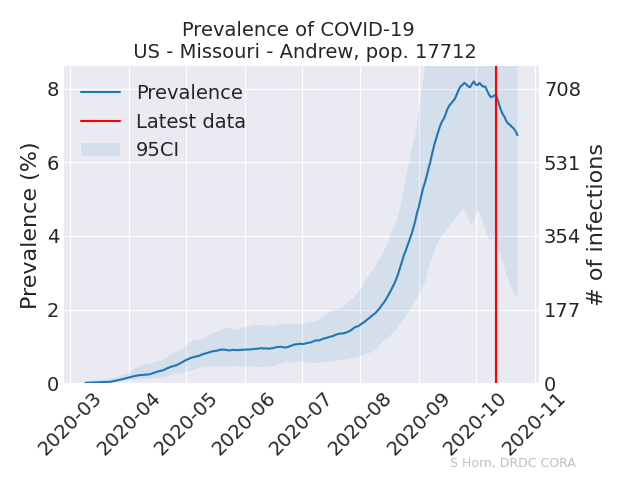 Prevalence of COVID-19
US - Missouri - Andrew, pop. 17712
Prevalence
Latest data
95CI
Prevalence (%)
8
6
4
2
0
708
531
354
177
0
# of infections
2020-03
2020-04
2020-05
2020-06
2020-07
2020-08
2020-09
2020-10
2020-11
S Horn, DRDC CORA